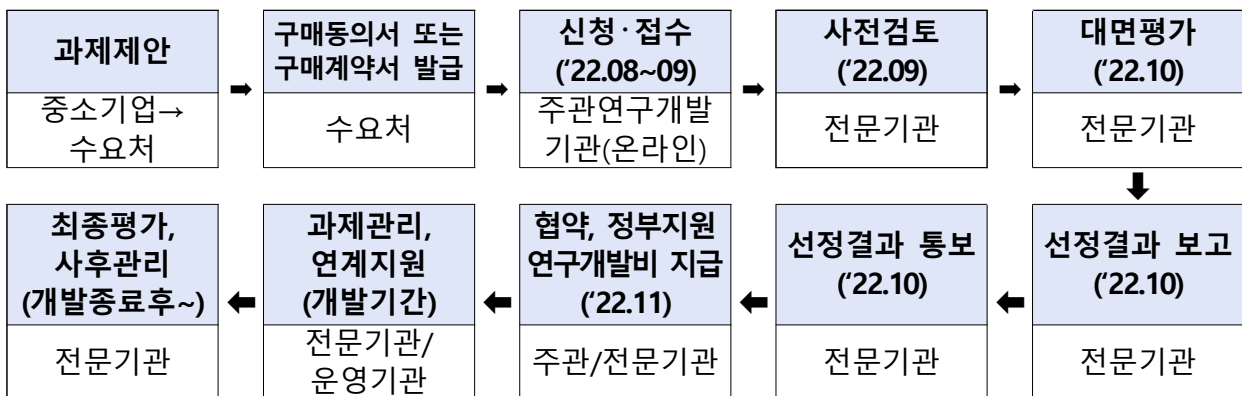 과제제안
중소기업→
수요처
➡
구매동의서 또는
구매계약서 발급
수요처
➡
신청·접수
(‘22.08~09)
주관연구개발
기관(온라인)
➡
사전검토
(‘22.09)
전문기관
➡
대면평가
(‘22.10)
전문기관
⬇
선정결과 보고
(‘22.10)
전문기관
⬅
선정결과 통보
(‘22.10)
전문기관
⬅
협약, 정부지원
연구개발비 지급
(‘22.11)
주관/전문기관
⬅
과제관리,
연계지원
(개발기간)
전문기관/
운영기관
⬅
최종평가,
사후관리
(개발종료후~)
전문기관